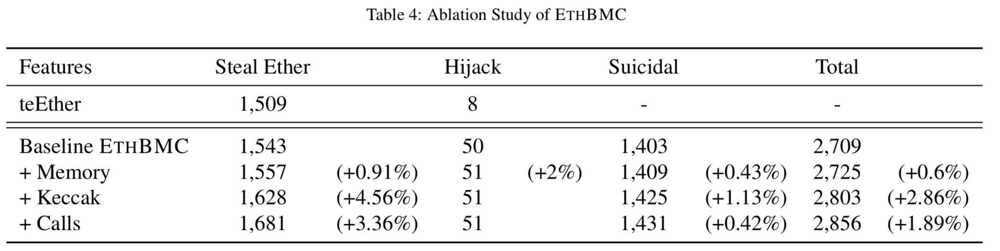 Table 4: Ablation Study of ETHBMC
Features Steal Ether Hijack Suicidal Total
teEther 1,509 8 - -
Baseline ETHBMC 1,543 50 1,403 2,709
+ Memory 1,557 (+0.91%) 51 (+2%) 1,409 (+0.43%) 2,725 (+0.6%)
+ Keccak 1,628 (+4.56%) 51 1,425 (+1.13%) 2,803 (+2.86%)
+ Calls 1,681 (+3.36%) 51 1,431 (+0.42%) 2,856 (+1.89%)